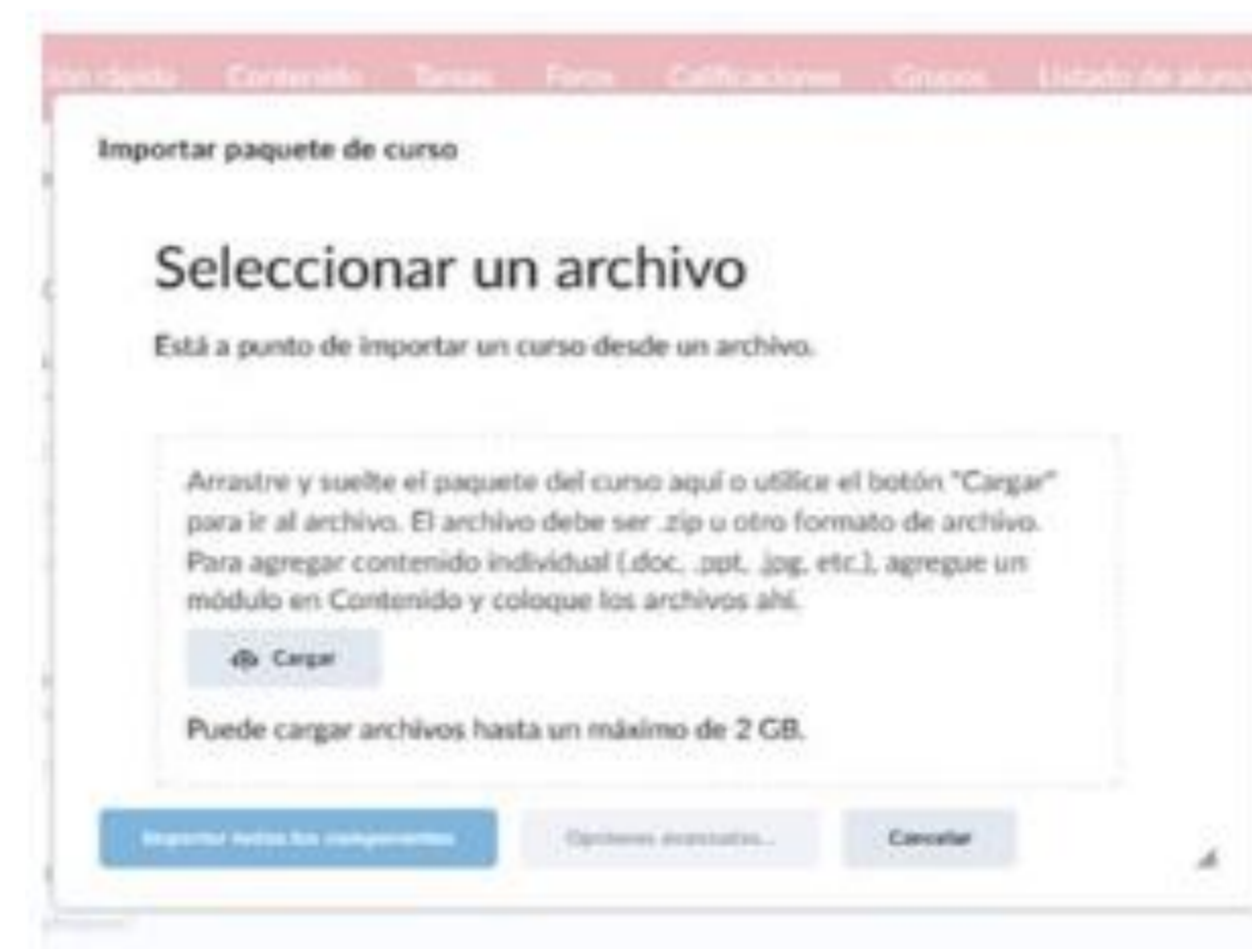 Contenido Tareas Foros Calificaciones Grupos Listado de
Importar paquete de curso
Seleccionar un archivo
Está a punto de importar un curso desde un archivo.
Arrastre y suelte el paquete del curso aquí o utilice el botón "Cargar"
para ir al archivo. El archivo debe ser .zip u otro formato de archivo.
Para agregar contenido individual (.doc, .ppt, .jpg, etc.), agregue un
módulo en Contenido y coloque los archivos ahí.
Cargar
Puede cargar archivos hasta un máximo de 2 GB.
Importar todos los componentes Opciones avanzadas... Cancelar